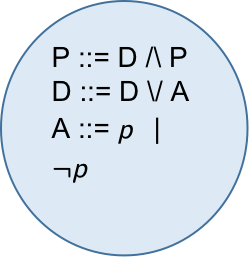 P ::= D /\ P
D ::= D \/ A
A ::= p |
¬p